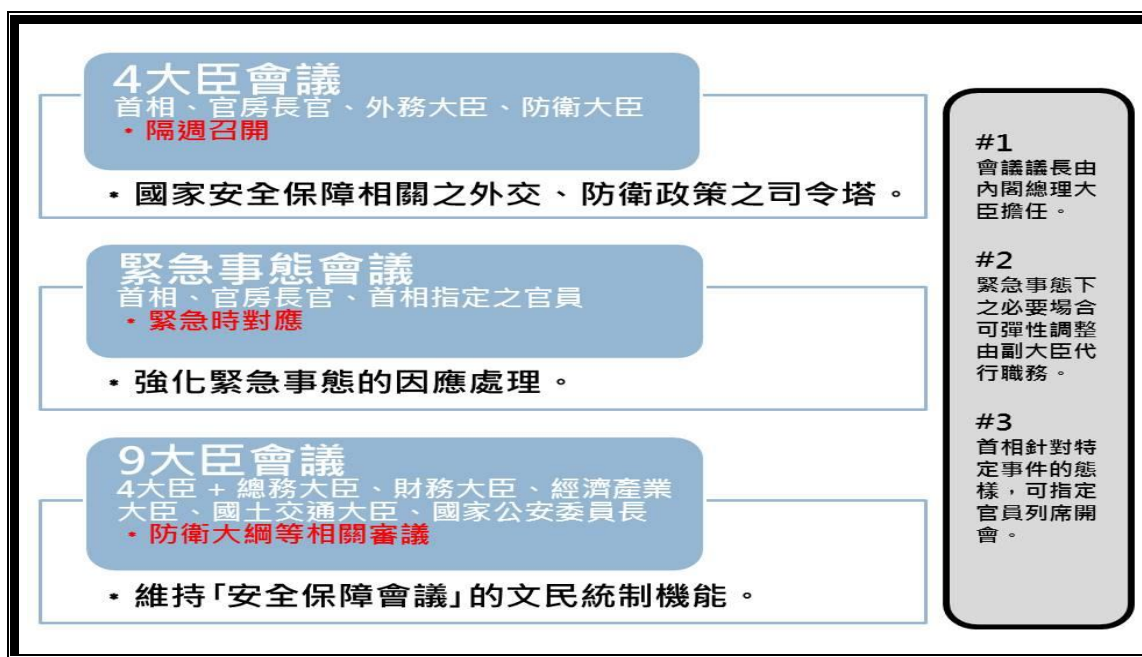 4大臣會議
首相、官房長官、外務大臣、防衛大臣
・隔週召開
・國家安全保障相關之外交、防衛政策之司令塔。
緊急事態會議
首相、官房長官、首相指定之官員
・緊急時對應
・強化緊急事態的因應處理。
9大臣會議
4大臣 + 總務大臣、財務大臣、經濟產業
大臣、國土交通大臣、國家公安委員長
・防衛大綱等相關審議
・維持「安全保障會議」的文民統制機能。
#1
會議議長由
內閣總理大
臣擔任。
#2
緊急事態下
之必要場合
可彈性調整
由副大臣代
行職務。
#3
首相針對特
定事件的態
樣，可指定
官員列席開
會。